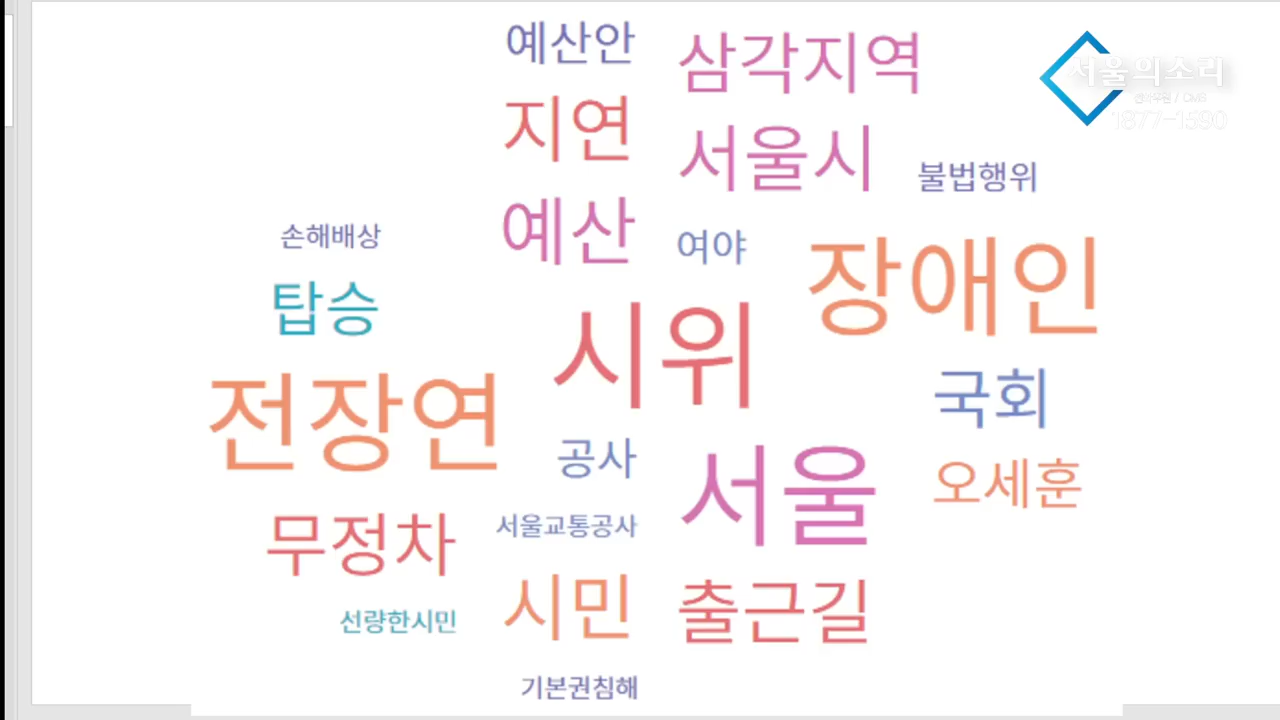 예산안
삼각지역
지연
서울시
불법행위
예산
여야
손해배상
장애인
탑승
시위
전장연
국회
공사
서울
오세훈
무정차
서울교통공사
시민
출근길
선량한시민
기본권침해
서울의소리
1877-1590